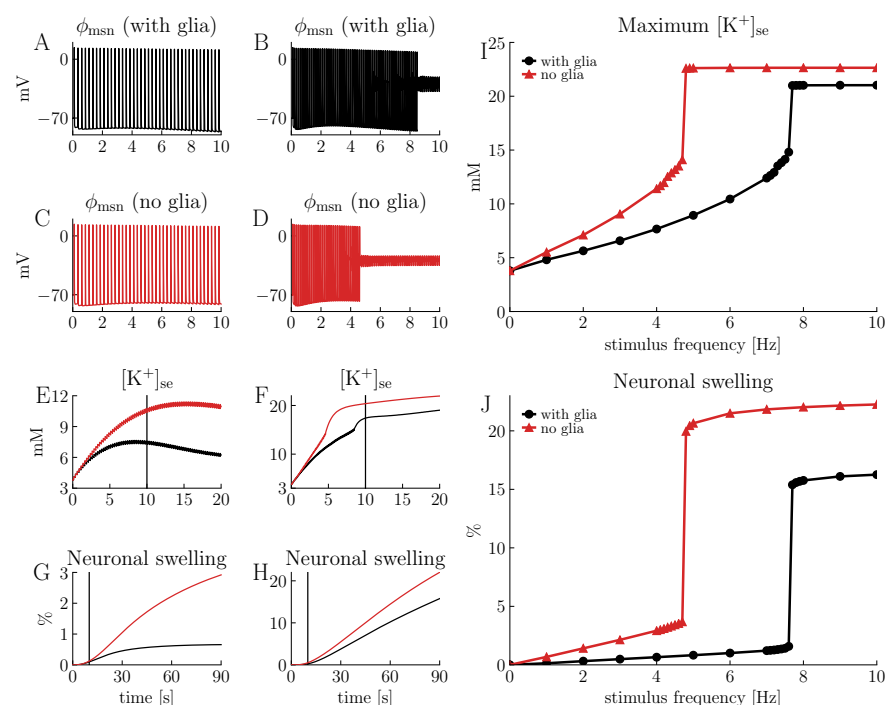 A
ϕmsn (with glia)
mV
0
−70
0 2 4 6 8 10
B
ϕmsn (with glia)
0
−70
0 2 4 6 8 10
C
ϕmsn (no glia)
mV
0
−70
0 2 4 6 8 10
D
ϕmsn (no glia)
0
−70
0 2 4 6 8 10
E
[K+]se
mM
12
9
6
3
0 5 10 15 20
F
[K+]se
20
10
3
0 5 10 15 20
G
Neuronal swelling
%
3
2
1
0
0 30 60 90
time [s]
H
Neuronal swelling
20
10
0
0 30 60 90
time [s]
I
Maximum [K+]se
with glia
no glia
mM
25
20
15
10
5
0
0 2 4 6 8 10
stimulus frequency [Hz]
J
Neuronal swelling
with glia
no glia
%
20
15
10
5
0
0 2 4 6 8 10
stimulus frequency [Hz]